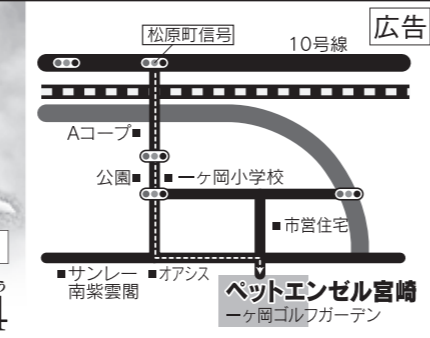 広告
松原町信号
10号線
Aコープ■
公園■ ■一ヶ岡小学校
■市営住宅
■サンレー
南紫雲閣
■オアシス
ペットエンゼル宮崎
一ヶ岡ゴルフガーデン